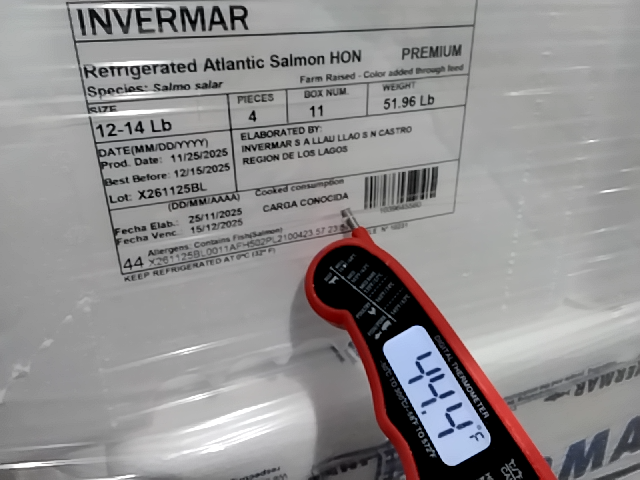 INVERMAR
Refrigerated Atlantic Salmon HON PREMIUM
Species: Salmo salar Farm Raised - Color added through feed
SIZE PIECES BOX NUM. WEIGHT
12-14 Lb 4 11 51.96 Lb
DATE(MM/DD/YYYY) ELABORATED BY:
Prod. Date: 11/25/2025 INVERMAR S A LLAU LLAO S N CASTRO
Best Before: 12/15/2025 REGION DE LOS LAGOS
Lot: X261125BL
(DD/MM/AAAA) Cooked consumption
Fecha Elab.: 25/11/2025 CARGA CONOCIDA
Fecha Venc. 15/12/2025
44 Allergens: Contains Fish(Salmon)
KEEP REFRIGERATED AT 0ºC (32º F)
DIGITAL THERMOMETER
44.4°F